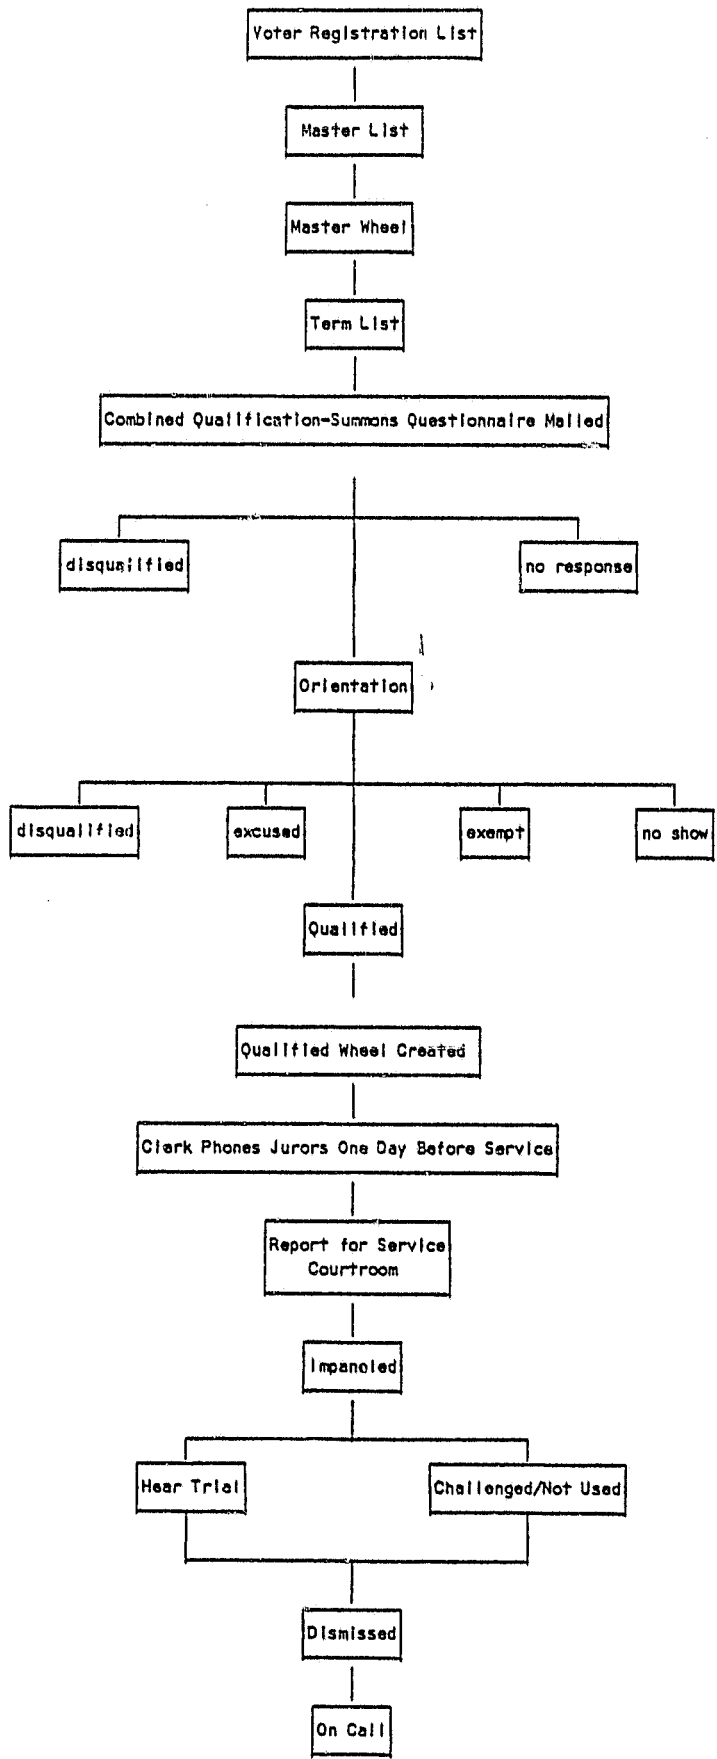 Voter Registration List
Master List
Master Wheel
Term List
Combined Qualification-Summons Questionnaire Mailed
disqualified
no response
Orientation
disqualified
excused
exempt
no show
Qualified
Qualified Wheel Created
Clerk Phones Jurors One Day Before Service
Report for Service
Courtroom
Impaneled
Hear Trial
Challenged/Not Used
Dismissed
On Call